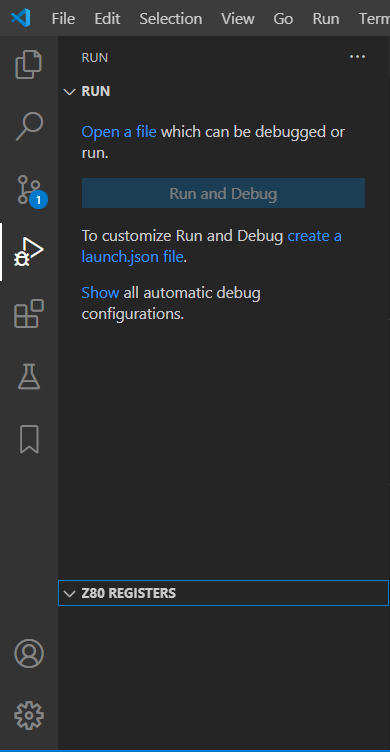 File Edit Selection View Go Run Term
RUN
RUN
Open a file which can be debugged or
run.
1
Run and Debug
To customize Run and Debug create a
launch.json file.
Show all automatic debug
configurations.
Z80 REGISTERS